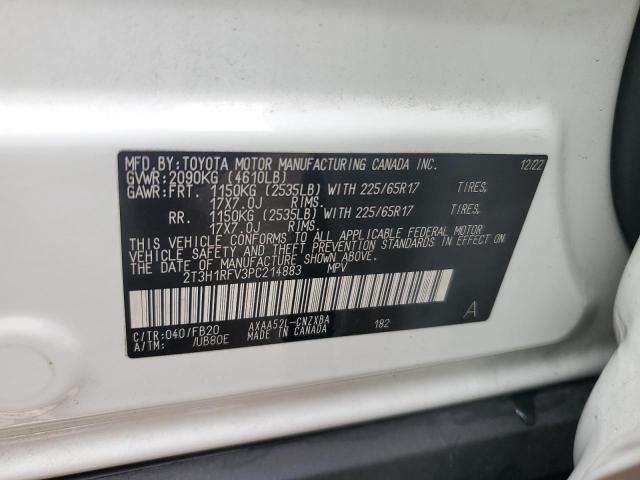 MFD.BY: TOYOTA MOTOR MANUFACTURING CANADA INC. 12/22
GVWR: 2090KG (4610LB)
GAWR: FRT. 1150KG (2535LB) WITH 225/65R17 TIRES,
17X7.0J RIMS.
RR. 1150KG (2535LB) WITH 225/65R17 TIRES,
17X7.0J RIMS.
THIS VEHICLE CONFORMS TO ALL APPLICABLE FEDERAL MOTOR
VEHICLE SAFETY AND THEFT PREVENTION STANDARDS IN EFFECT
ON THE DATE OF MANUFACTURE SHOWN ABOVE.
2T3H1RFV3PC214883 MPV
C/TR: 040/FB20 AXAA52L-CNZXBA 182 A
A/TM: /UB80E MADE IN CANADA